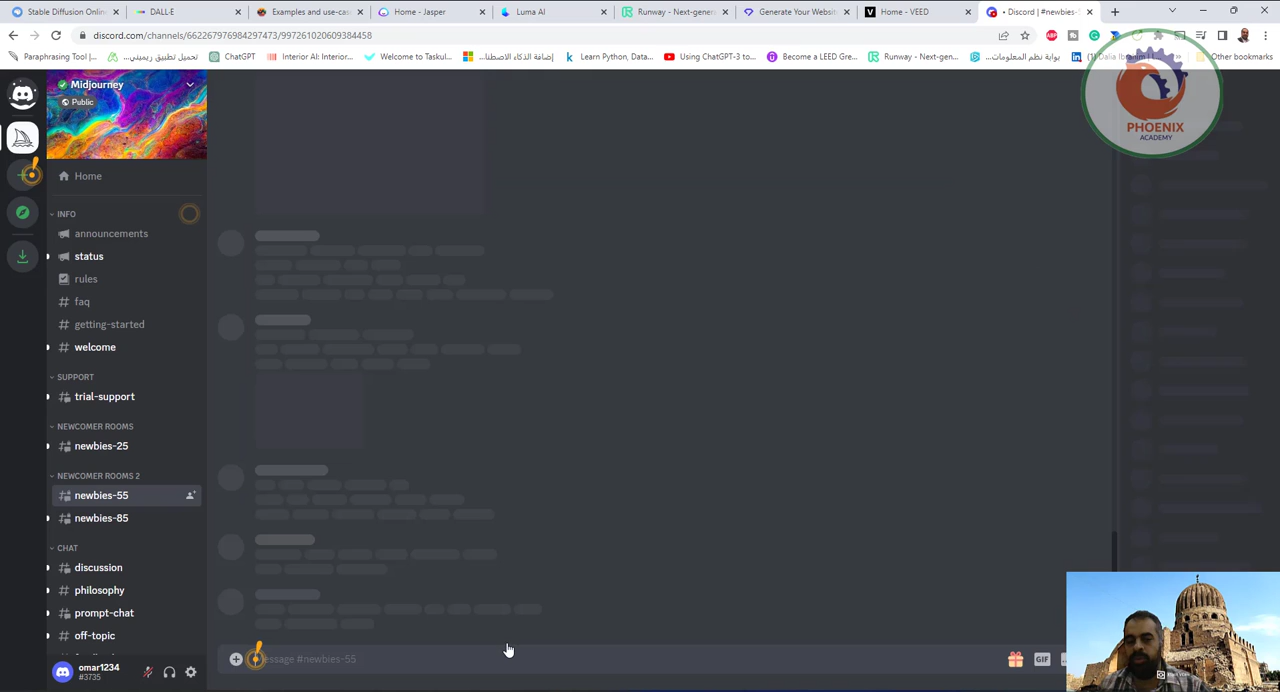 Stable Diffusion Onlin
DALL·E
Examples and use-cas
Home - Jasper
Luma AI
Runway - Next-gener
Generate Your Websit
Home - VEED
• Discord | #newbies-
discord.com/channels/662267976984297473/997261020609384458
Paraphrasing Tool |...
تحميل تطبيق ريميني...
ChatGPT
Interior AI: Interior...
Welcome to Taskul...
إضافة الذكاء الاصطنا...
Learn Python, Data...
Using ChatGPT-3 to...
Become a LEED Gre...
Runway - Next-gen...
بوابة نظم المعلومات...
Other bookmarks
PHOENIX
ACADEMY
Midjourney
Public
Home
INFO
announcements
status
rules
faq
getting-started
welcome
SUPPORT
trial-support
NEWCOMER ROOMS
newbies-25
NEWCOMER ROOMS 2
newbies-55
newbies-85
CHAT
discussion
philosophy
prompt-chat
off-topic
omar1234
#3735
Message #newbies-55
GIF